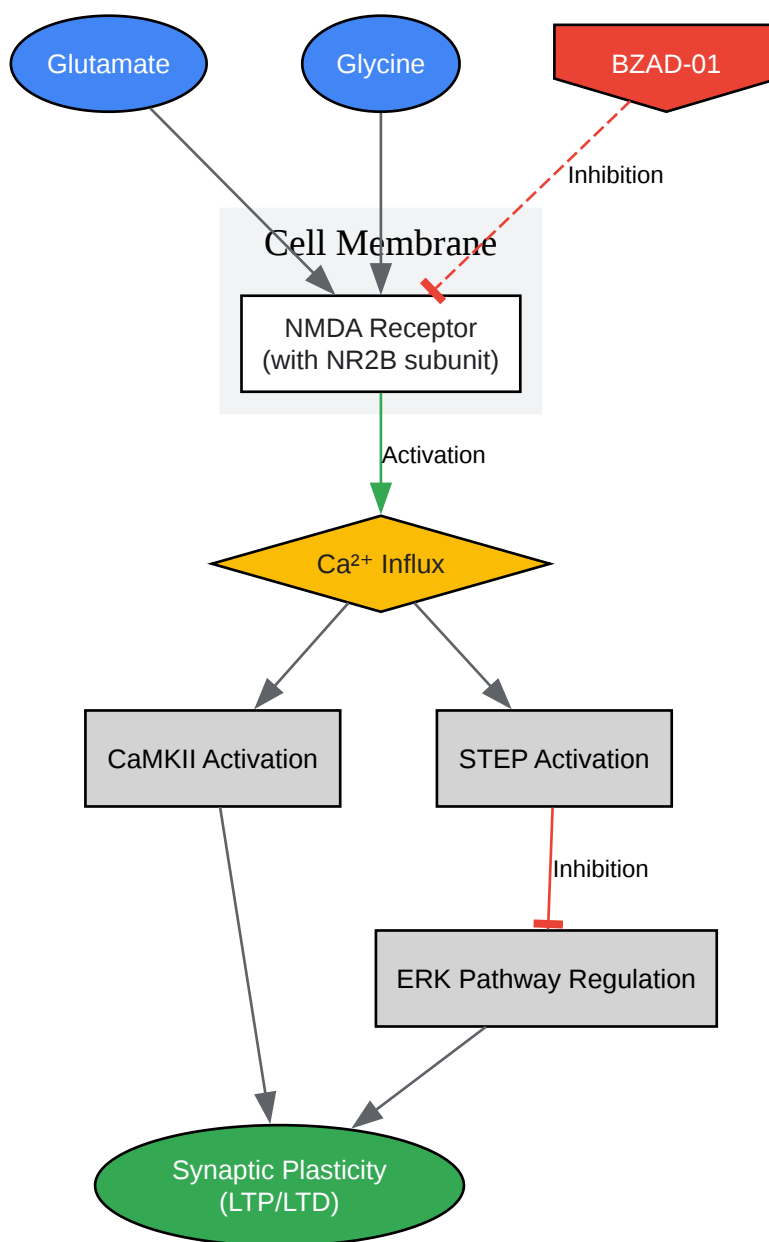 Glutamate
Glycine
BZAD-01
Inhibition
Cell Membrane
NMDA Receptor
(with NR2B subunit)
Activation
Ca²⁺ Influx
CaMKII Activation
STEP Activation
Inhibition
ERK Pathway Regulation
Synaptic Plasticity
(LTP/LTD)